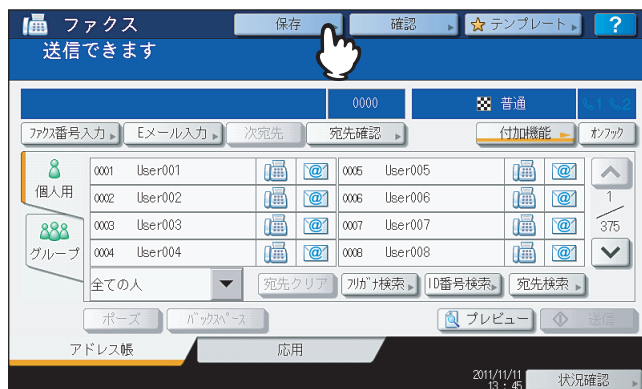 ファクス 保存 確認 テンプレート ?
送信できます
0000 普通 1 2
ファクス番号入力 Eメール入力 次宛先 宛先確認 付加機能 オンフック
個人用
グループ
0001 User001 0005 User005
0002 User002 0006 User006
0003 User003 0007 User007
0004 User004 0008 User008
1
375
全ての人 宛先クリア フリガナ検索 ID番号検索 宛先検索
ポーズ バックスペース プレビュー 送信
アドレス帳 応用
2011/11/11
13 : 45 状況確認